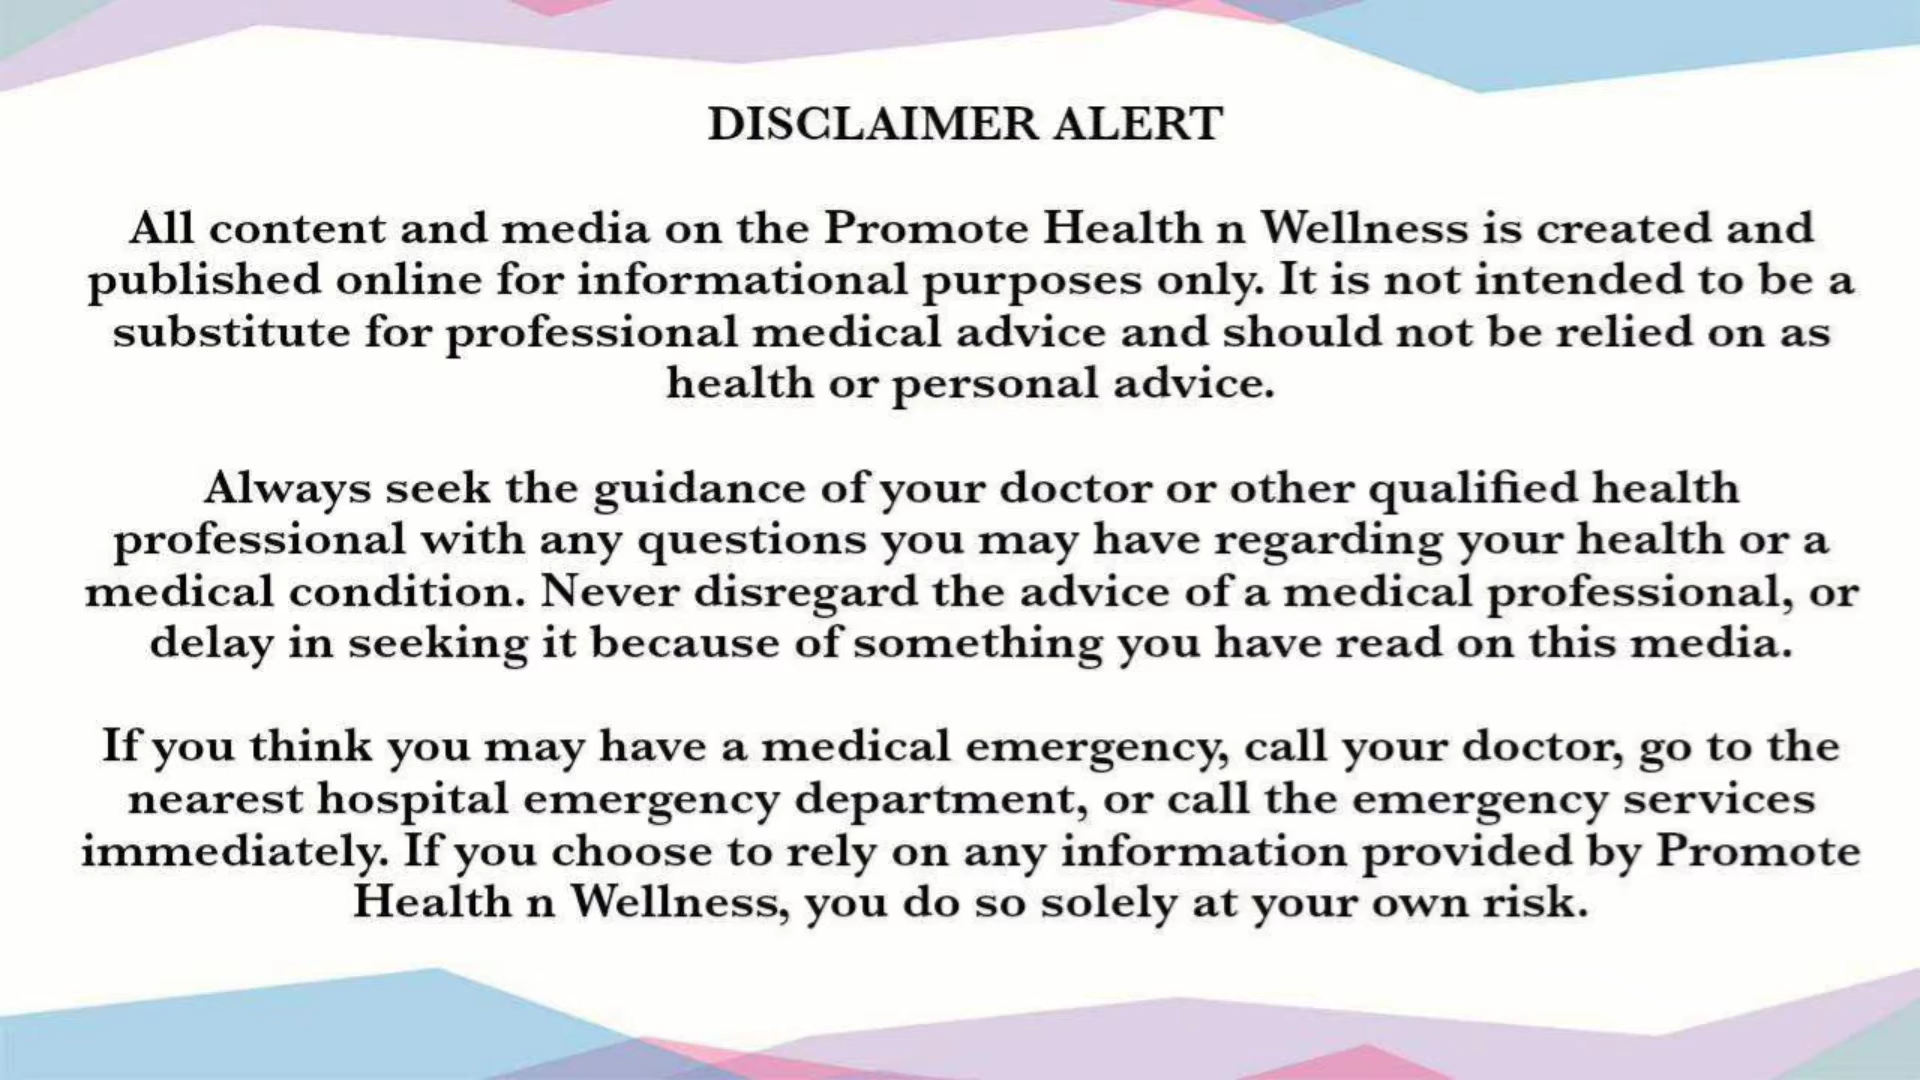 DISCLAIMER ALERT
All content and media on the Promote Health n Wellness is created and
published online for informational purposes only. It is not intended to be a
substitute for professional medical advice and should not be relied on as
health or personal advice.
Always seek the guidance of your doctor or other qualified health
professional with any questions you may have regarding your health or a
medical condition. Never disregard the advice of a medical professional, or
delay in seeking it because of something you have read on this media.
If you think you may have a medical emergency, call your doctor, go to the
nearest hospital emergency department, or call the emergency services
immediately. If you choose to rely on any information provided by Promote
Health n Wellness, you do so solely at your own risk.